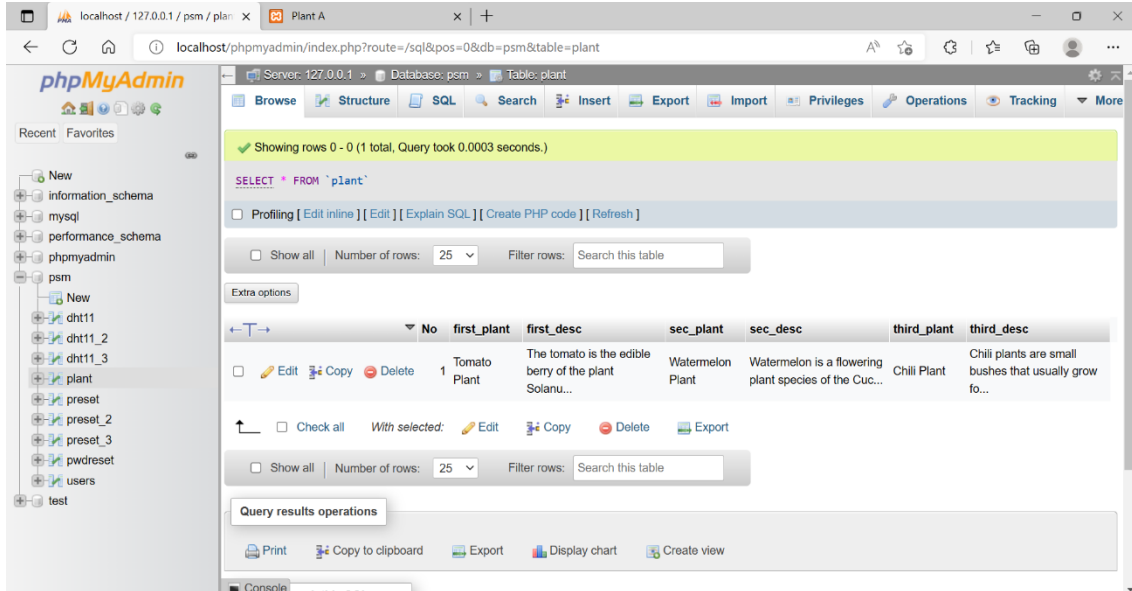 localhost / 127.0.0.1 / psm / plan
Plant A
localhost/phpmyadmin/index.php?route=/sql&pos=0&db=psm&table=plant
phpMyAdmin
Recent Favorites
New
information_schema
mysql
performance_schema
phpmyadmin
psm
New
dht11
dht11_2
dht11_3
plant
preset
preset_2
preset_3
pwdreset
users
test
Server: 127.0.0.1 » Database: psm » Table: plant
Browse Structure SQL Search Insert Export Import Privileges Operations Tracking More
Showing rows 0 - 0 (1 total, Query took 0.0003 seconds.)
SELECT * FROM `plant`
Profiling [ Edit inline ] [ Edit ] [ Explain SQL ] [ Create PHP code ] [ Refresh ]
Show all | Number of rows: 25 Filter rows: Search this table
Extra options
←T→ No first_plant first_desc sec_plant sec_desc third_plant third_desc
Edit Copy Delete 1 Tomato Plant The tomato is the edible berry of the plant Solanu... Watermelon Plant Watermelon is a flowering plant species of the Cuc... Chili Plant Chili plants are small bushes that usually grow fo...
Check all With selected: Edit Copy Delete Export
Show all | Number of rows: 25 Filter rows: Search this table
Query results operations
Print Copy to clipboard Export Display chart Create view
Console